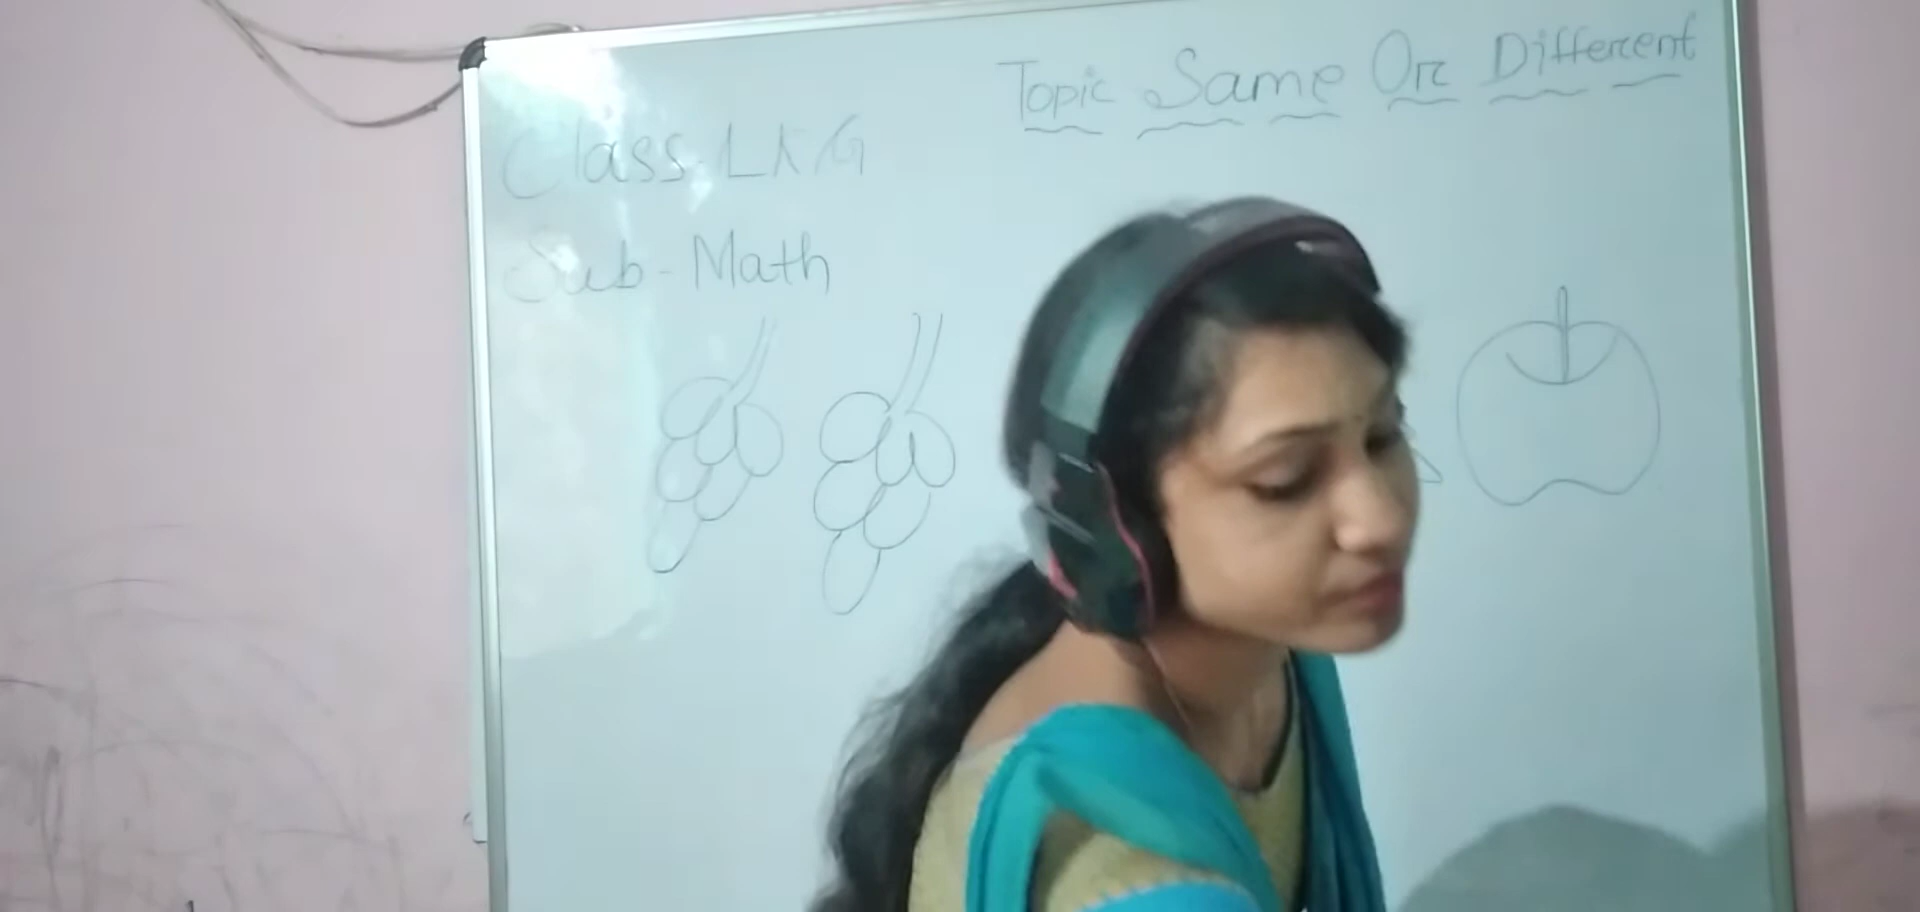 Topic Same Or Different
Class. LKG
Sub-Math